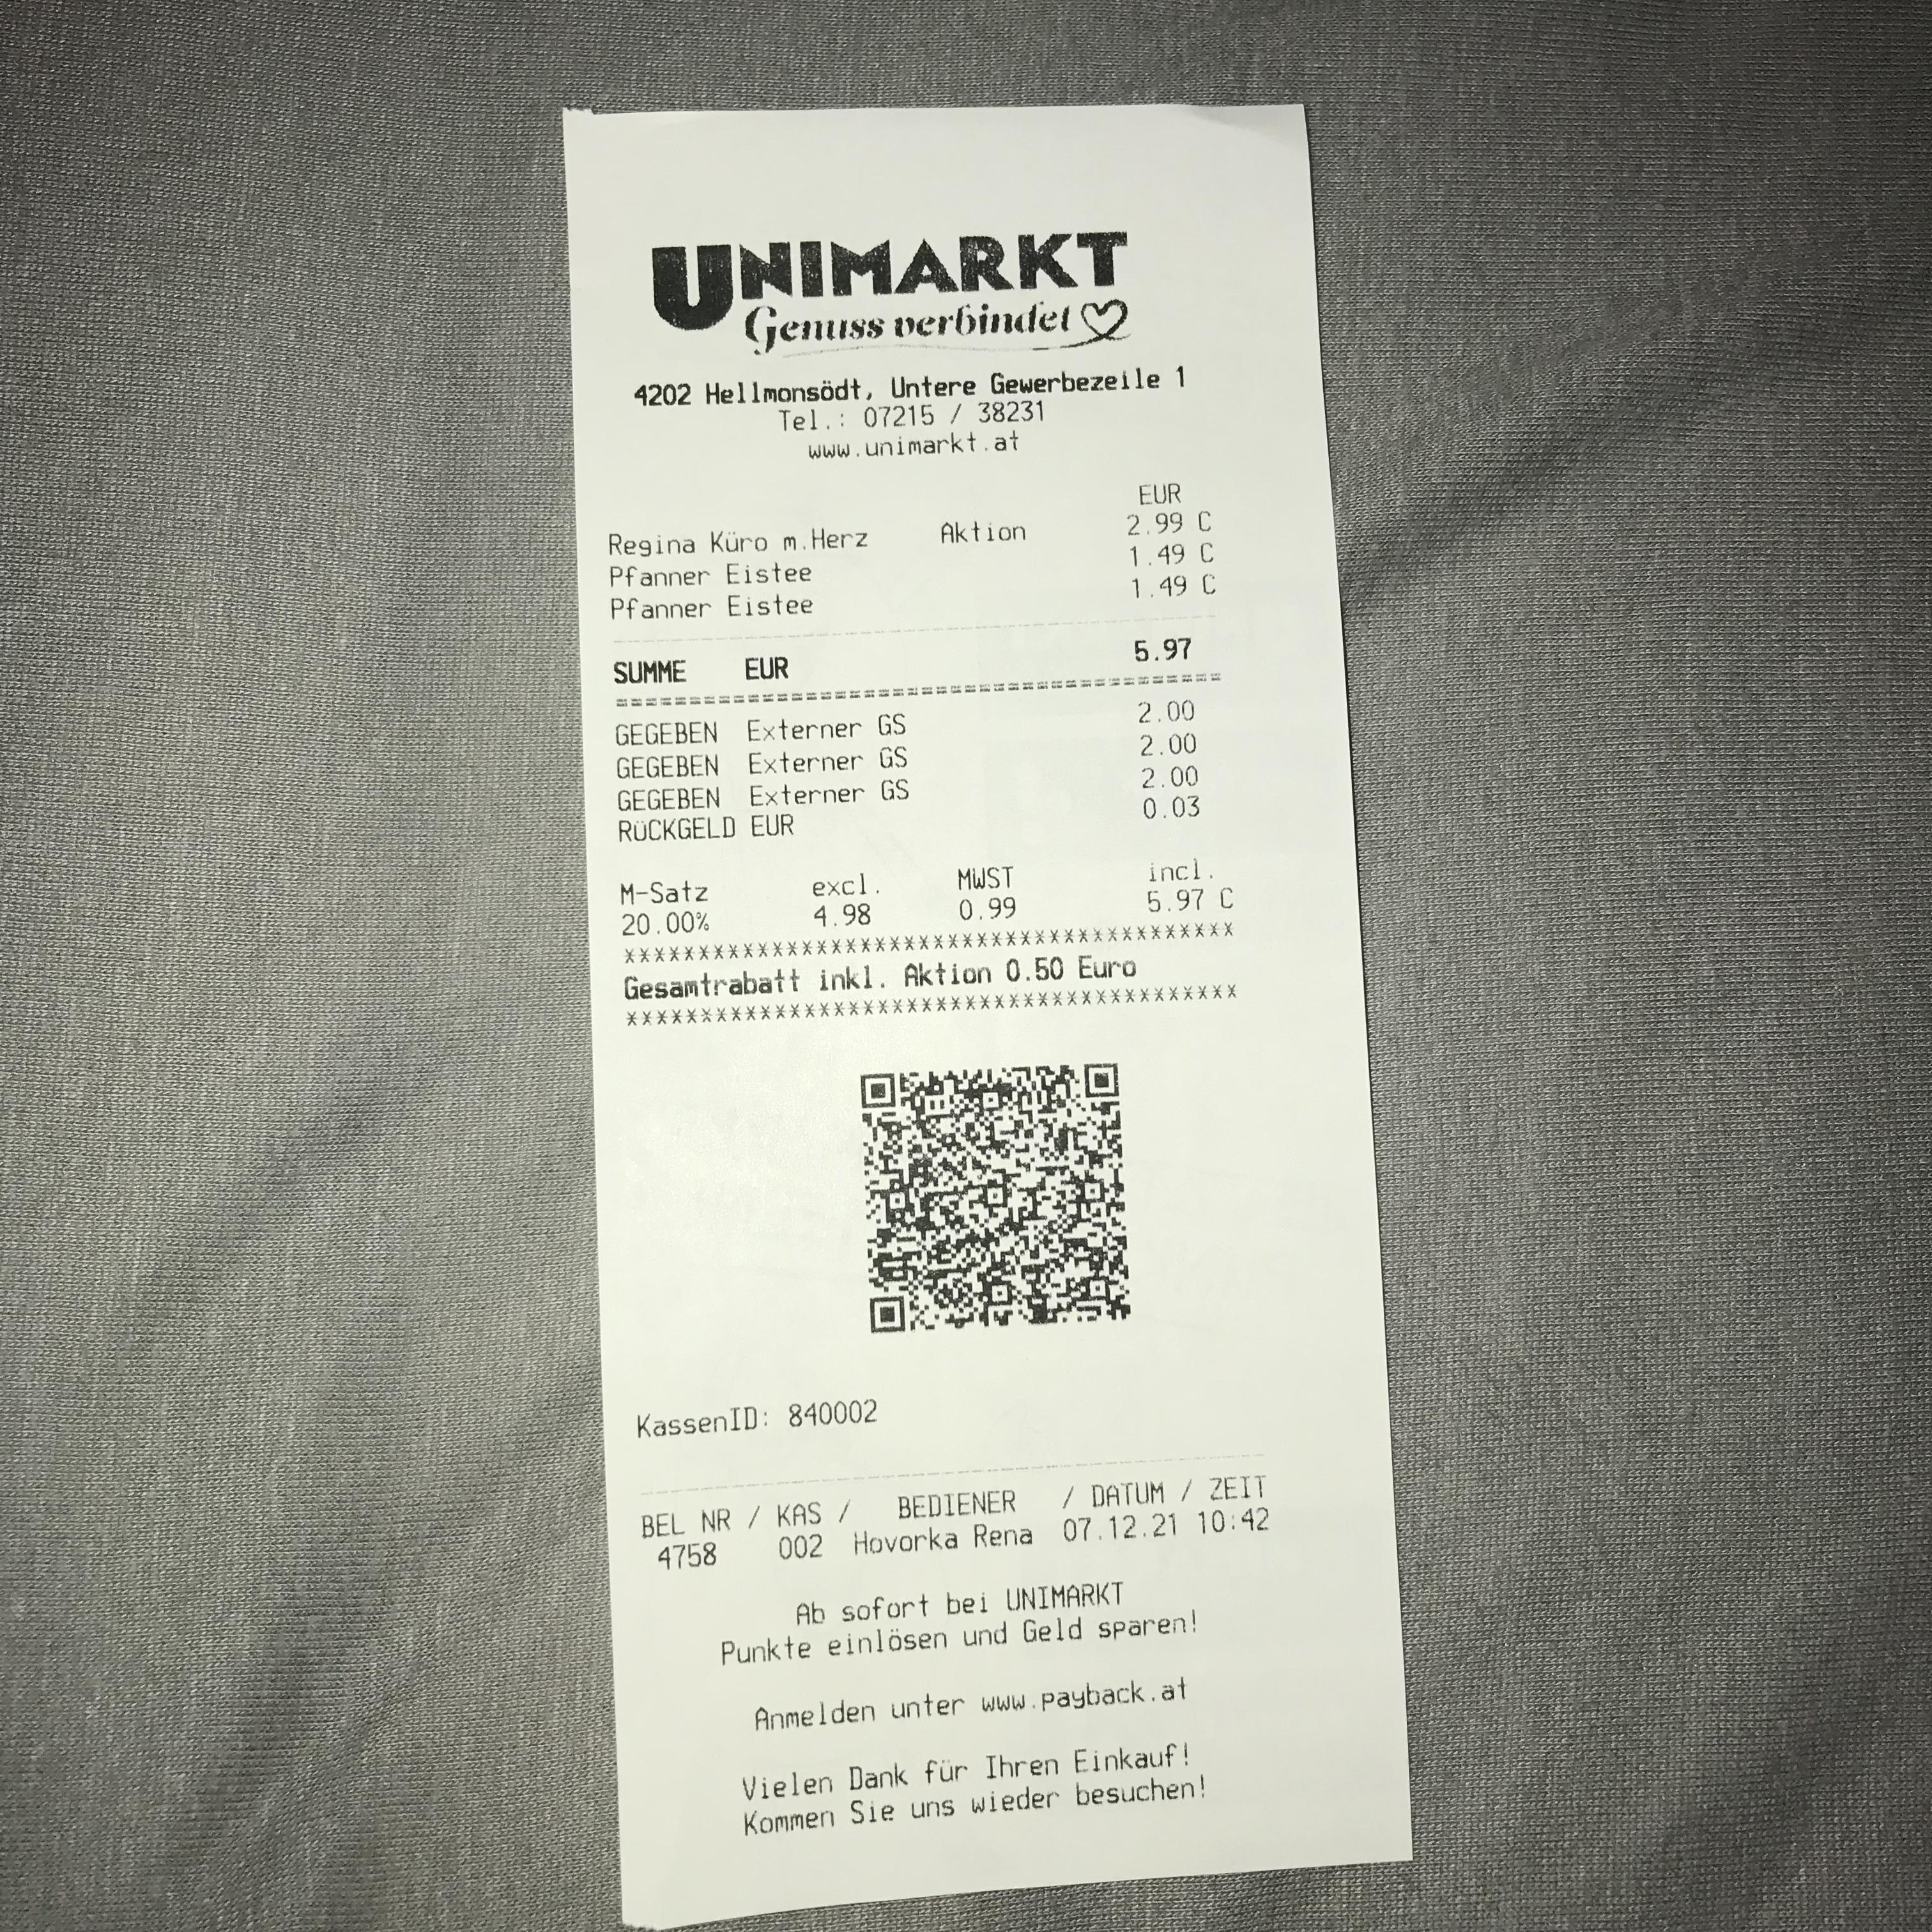 UNIMARKT
Genuss verbindet
4202 Hellmonsödt, Untere Gewerbezeile 1
Tel.: 07215 / 38231
www.unimarkt.at
EUR
Regina Küro m.Herz Aktion 2.99 C
Pfanner Eistee 1.49 C
Pfanner Eistee 1.49 C
SUMME EUR 5.97
GEGEBEN Externer GS 2.00
GEGEBEN Externer GS 2.00
GEGEBEN Externer GS 2.00
RÜCKGELD EUR 0.03
M-Satz excl. MWST incl.
20.00% 4.98 0.99 5.97 C
******************************************
Gesamtrabatt inkl. Aktion 0.50 Euro
******************************************
KassenID: 840002
BEL NR / KAS / BEDIENER / DATUM / ZEIT
4758 002 Hovorka Rena 07.12.21 10:42
Ab sofort bei UNIMARKT
Punkte einlösen und Geld sparen!
Anmelden unter www.payback.at
Vielen Dank für Ihren Einkauf!
Kommen Sie uns wieder besuchen!